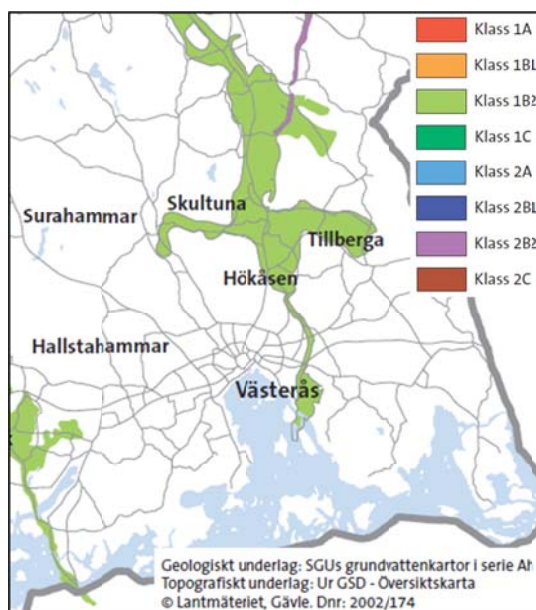 Klass 1A
Klass 1BL
Klass 1B
Klass 1C
Klass 2A
Klass 2BL
Klass 2B
Klass 2C
Skultuna
Surahammar
Tillberga
Hökåsen
Hallstahammar
Västerås
Geologiskt underlag: SGUs grundvattenkartor i serie Ah
Topografiskt underlag: Ur GSD - Översiktskarta
© Lantmäteriet, Gävle. Dnr: 2002/174